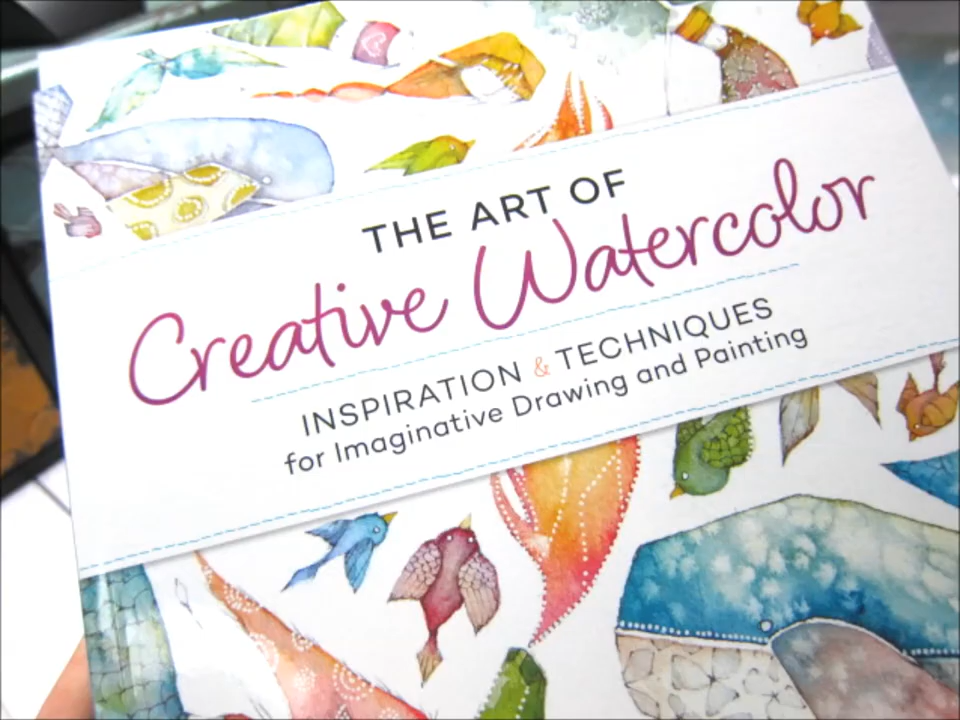 THE ART OF
Creative Watercolor
INSPIRATION & TECHNIQUES
for Imaginative Drawing and Painting